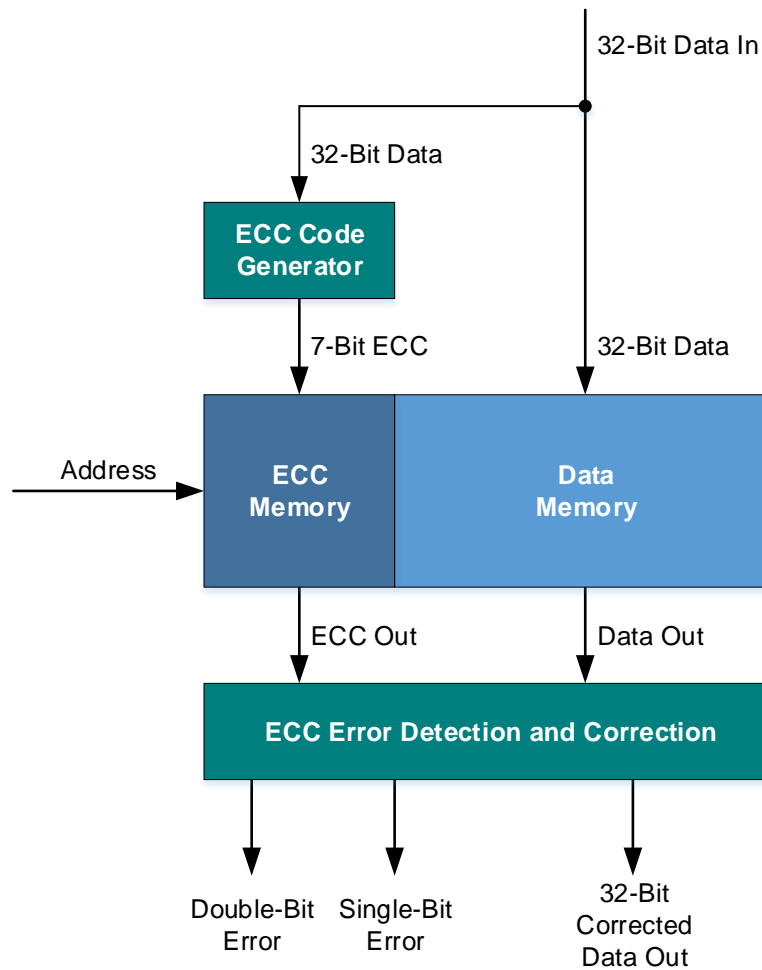 32-Bit Data In
32-Bit Data
ECC Code
Generator
7-Bit ECC
32-Bit Data
Address
ECC
Memory
Data
Memory
ECC Out
Data Out
ECC Error Detection and Correction
Double-Bit
Error
Single-Bit
Error
32-Bit
Corrected
Data Out